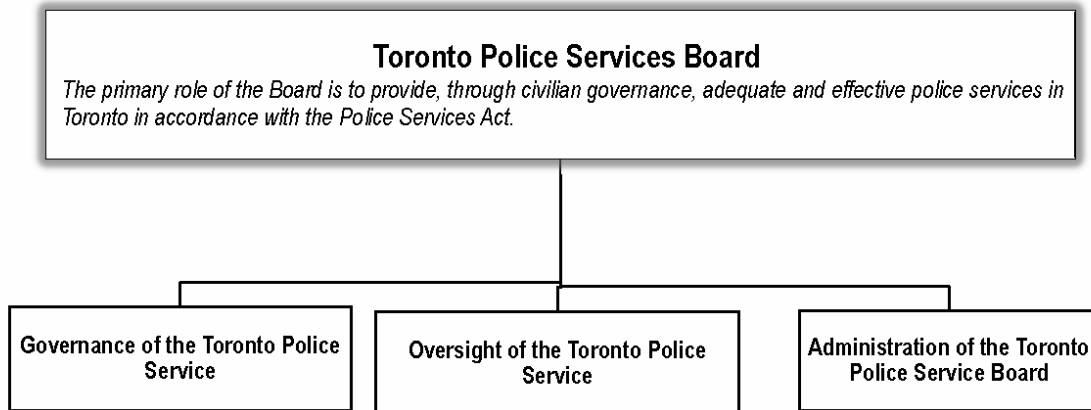 Toronto Police Services Board
The primary role of the Board is to provide, through civilian governance, adequate and effective police services in
Toronto in accordance with the Police Services Act.
Governance of the Toronto Police
Service
Oversight of the Toronto Police
Service
Administration of the Toronto
Police Service Board